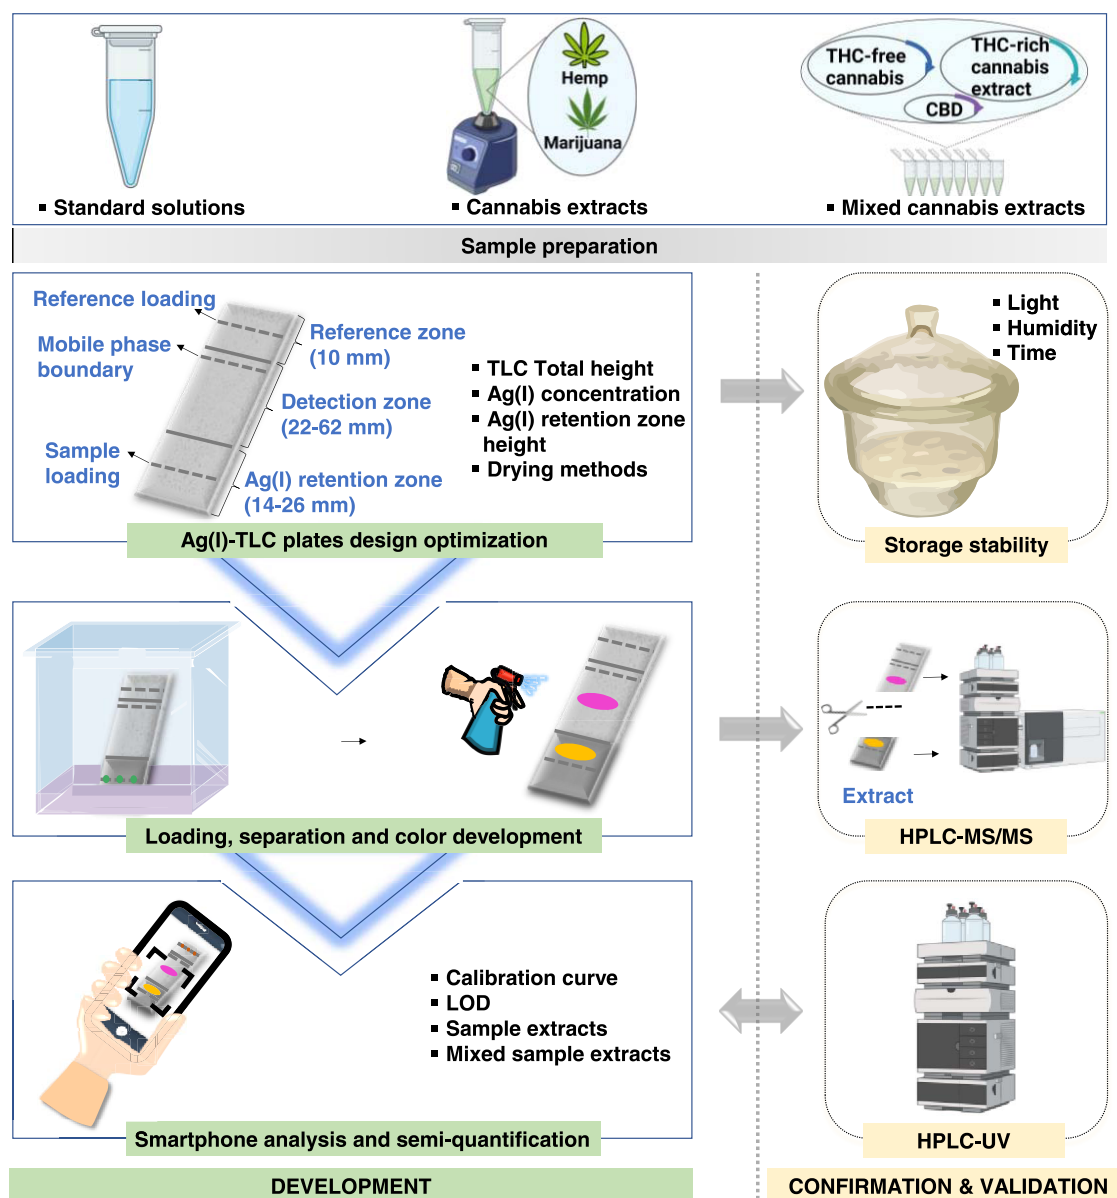 THC-free
cannabis
THC-rich
cannabis
extract
CBD
Hemp
Marijuana
▪ Standard solutions
▪ Cannabis extracts
▪ Mixed cannabis extracts
Sample preparation
Reference loading
Mobile phase
boundary
Sample
loading
Reference zone
(10 mm)
Detection zone
(22-62 mm)
Ag(I) retention zone
(14-26 mm)
▪ TLC Total height
▪ Ag(I) concentration
▪ Ag(I) retention zone
height
▪ Drying methods
Ag(I)-TLC plates design optimization
▪ Light
▪ Humidity
▪ Time
Storage stability
Loading, separation and color development
Extract
HPLC-MS/MS
▪ Calibration curve
▪ LOD
▪ Sample extracts
▪ Mixed sample extracts
Smartphone analysis and semi-quantification
HPLC-UV
DEVELOPMENT
CONFIRMATION & VALIDATION